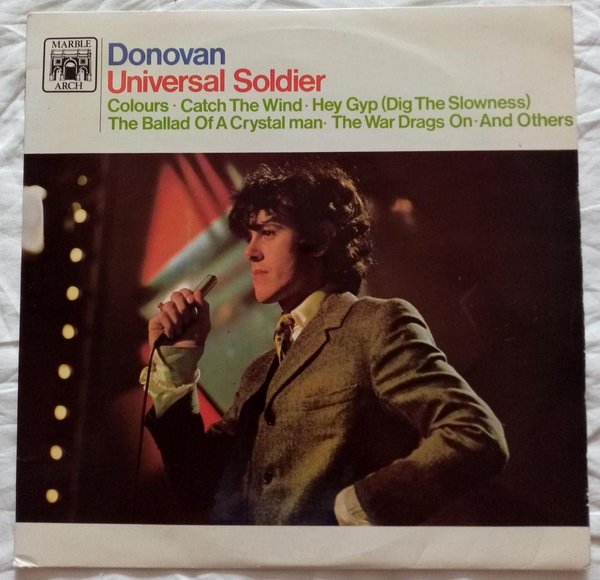 MARBLE
ARCH
Donovan
Universal Soldier
Colours · Catch The Wind · Hey Gyp (Dig The Slowness)
The Ballad Of A Crystal man · The War Drags On · And Others